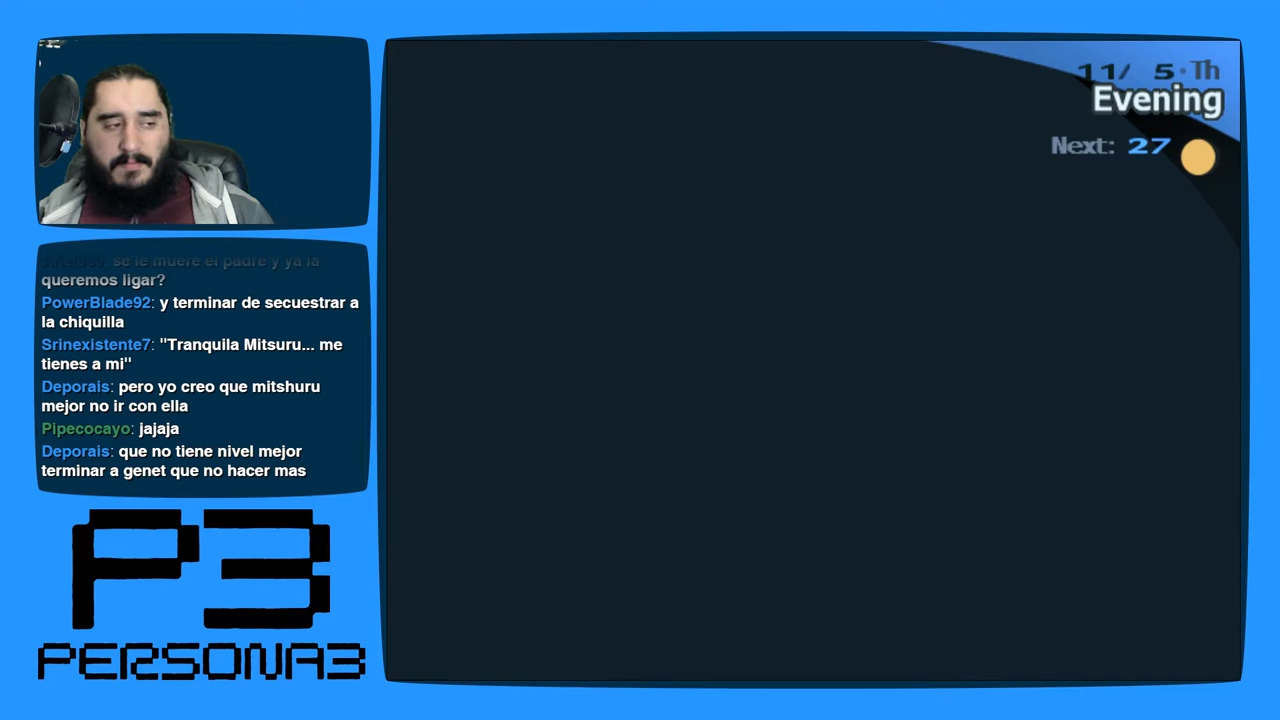 11/ 5·Th
Evening
Next: 27
se le muere el padre y ya la
queremos ligar?
PowerBlade92: y terminar de secuestrar a
la chiquilla
Srinexistente7: "Tranquila Mitsuru... me
tienes a mi"
Deporais: pero yo creo que mitshuru
mejor no ir con ella
Pipecocayo: jajaja
Deporais: que no tiene nivel mejor
terminar a genet que no hacer mas
P3
PERSONA3